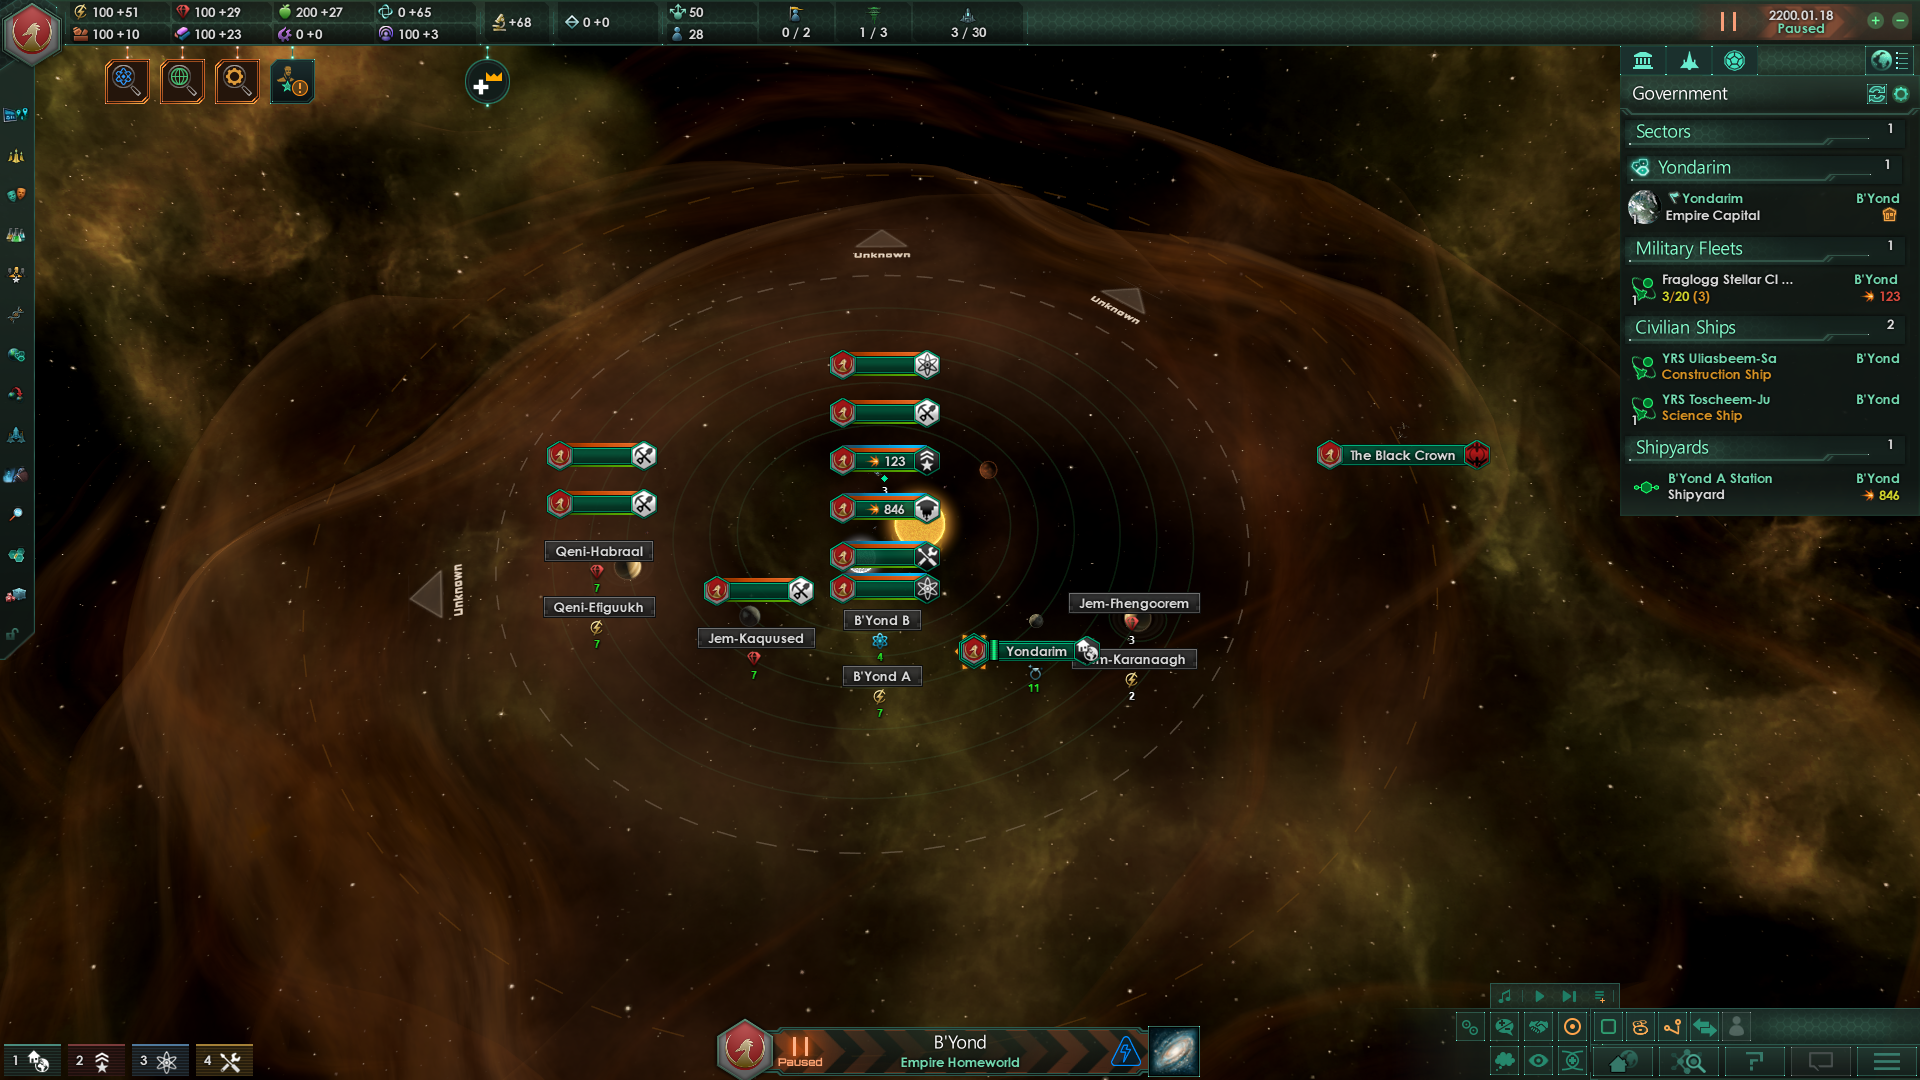 100 +51
100 +29
200 +27
0 +65
+68
0 +0
50
100 +10
100 +23
0 +0
100 +3
28
0 / 2
1 / 3
3 / 30
2200.01.18
Paused
Government
Sectors
1
Yondarim
1
Yondarim
B'Yond
Empire Capital
1
Military Fleets
1
Fraglogg Stellar Cl ...
B'Yond
3/20 (3)
123
1
Civilian Ships
2
YRS Uliasbeem-Sa
B'Yond
Construction Ship
YRS Toscheem-Ju
B'Yond
Science Ship
1
Shipyards
1
B'Yond A Station
B'Yond
Shipyard
846
Unknown
Unknown
Unknown
123
3
846
The Black Crown
Qeni-Habraal
7
Qeni-Efiguukh
7
Jem-Kaquused
7
B'Yond B
4
B'Yond A
7
Yondarim
11
Jem-Fhengoorem
3
m-Karanaagh
2
1
2
3
4
Paused
B'Yond
Empire Homeworld